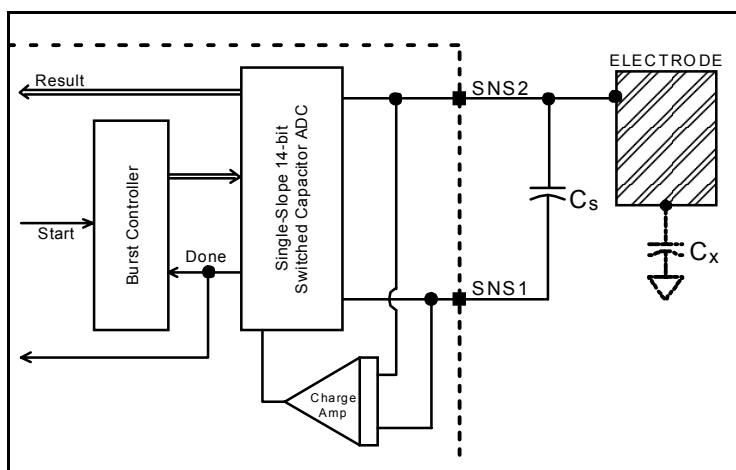 ELECTRODE
Result
SNS2
Single-Slope 14-bit
Switched Capacitor ADC
Burst Controller
Cs
Start
Done
Cx
SNS1
Charge
Amp